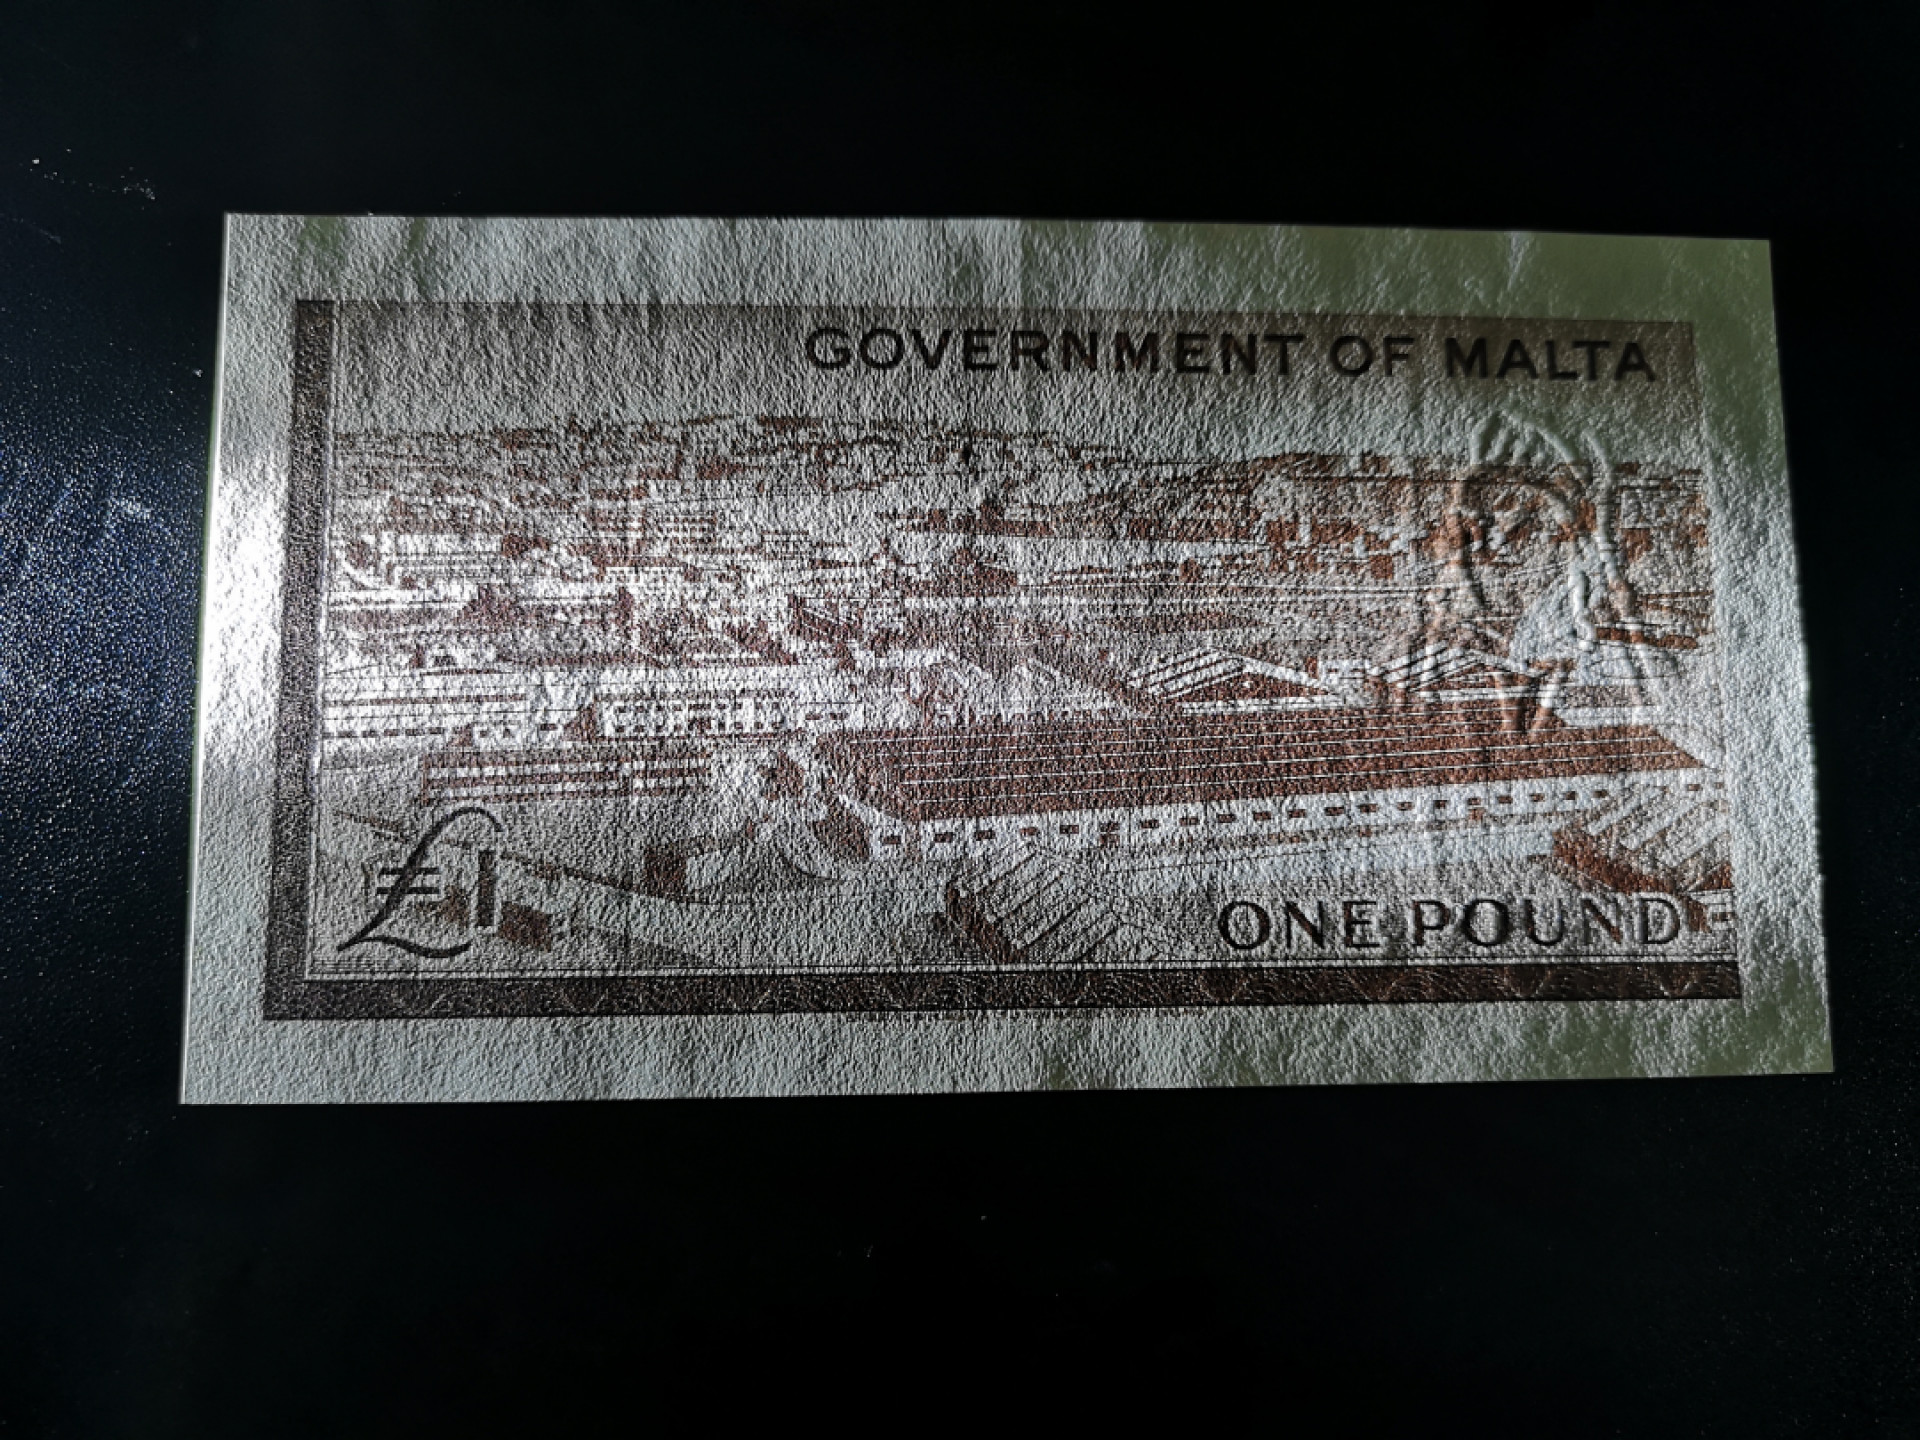 GOVERNMENT OF MALTA
£1
ONE POUND